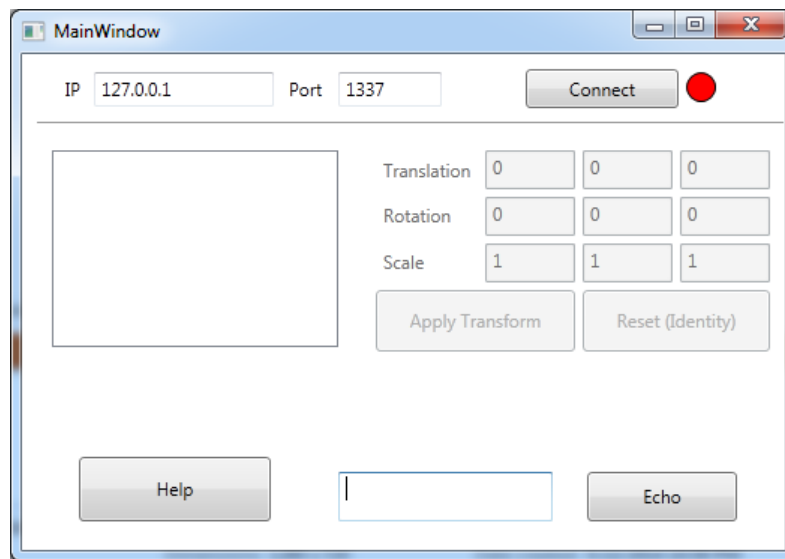 MainWindow
IP 127.0.0.1 Port 1337 Connect
Translation 0 0 0
Rotation 0 0 0
Scale 1 1 1
Apply Transform Reset (Identity)
Help Echo